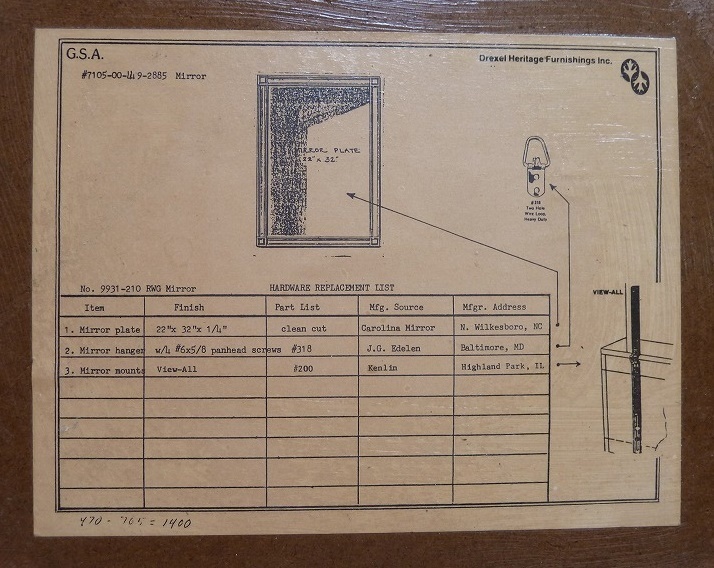 G.S.A.
Drexel Heritage Furnishings Inc.
#7105-00-149-2885 Mirror
MIRROR PLATE
22" x 32"
#318
Two Hole
Wire Loop,
Heavy Duty
VIEW-ALL
No. 9931-210 RWG Mirror HARDWARE REPLACEMENT LIST
Item Finish Part List Mfg. Source Mfgr. Address
1. Mirror plate 22"x 32"x 1/4" clean cut Carolina Mirror N. Wilkesboro, NC
2. Mirror hanger w/4 #6x5/8 panhead screws #318 J.G. Edelen Baltimore, MD
3. Mirror mounts View-All #200 Kenlin Highland Park, IL
= 1400